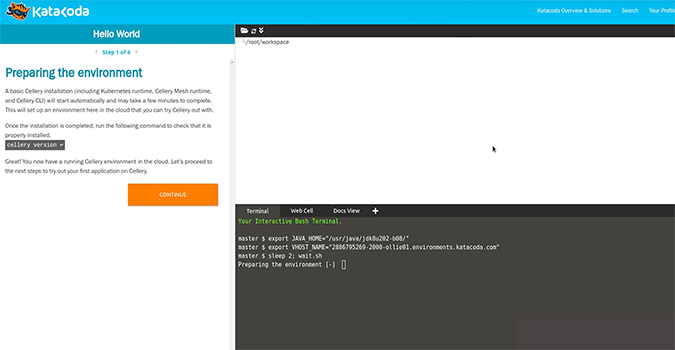 KataKoda
Katacoda Overview & Solutions Search Your Profile
Hello World
Step 1 of 6
Preparing the environment
A basic Cellery installation (including Kubernetes runtime, Cellery Mesh runtime,
and Cellery CLI) will start automatically and may take a few minutes to complete.
This will set up an environment here in the cloud that you can try Cellery out with.
Once the installation is completed, run the following command to check that it is
properly installed.
cellery version ↵
Great! You now have a running Cellery environment in the cloud. Let's proceed to
the next steps to try out your first application on Cellery.
CONTINUE
/root/workspace
Terminal Web Cell Docs View +
Your Interactive Bash Terminal.
master $ export JAVA_HOME="/usr/java/jdk8u202-b08/"
master $ export VHOST_NAME="2886795269-2000-ollie01.environments.katacoda.com"
master $ sleep 2; wait.sh
Preparing the environment [-]